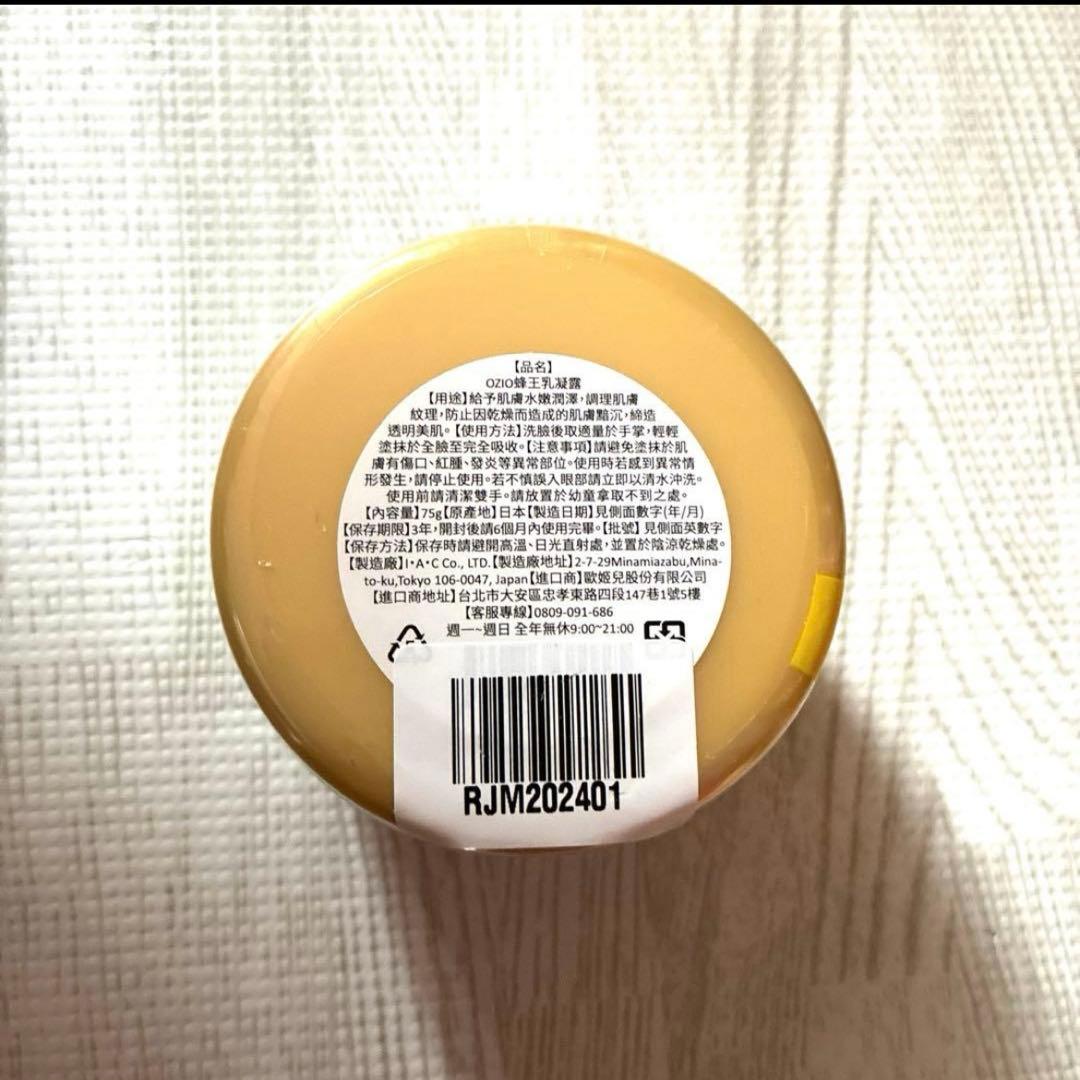 【品名】
OZIO蜂王乳凝露
【用途】給予肌膚水嫩潤澤，調理肌膚
紋理，防止因乾燥而造成的肌膚黯沉，締造
透明美肌。【使用方法】洗臉後取適量於手掌，輕輕
塗抹於全臉至完全吸收。【注意事項】請避免塗抹於肌
膚有傷口、紅腫、發炎等異常部位。使用時若感到異常情
形發生，請停止使用。若不慎誤入眼部請立即以清水沖洗。
使用前請清潔雙手。請放置於幼童拿取不到之處。
【內容量】75g【原產地】日本【製造日期】見側面數字(年/月)
【保存期限】3年，開封後請6個月內使用完畢。【批號】見側面英數字
【保存方法】保存時請避開高溫、日光直射處，並置於陰涼乾燥處。
【製造廠】I・A・C Co., LTD.【製造廠地址】2-7-29Minamiazabu,Mina-
to-ku,Tokyo 106-0047, Japan【進口商】歐姬兒股份有限公司
【進口商地址】台北市大安區忠孝東路四段147巷1號5樓
【客服專線】0809-091-686
週一~週日 全年無休9:00~21:00
RJM202401